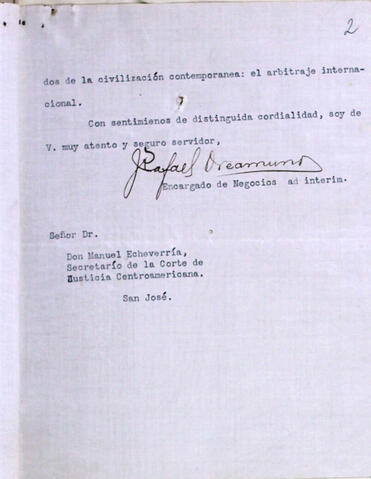 2
dos de la civilización contemporanea: el arbitraje interna-
cional.
Con sentimienos de distinguida cordialidad, soy de
V. muy atento y seguro servidor,
J Rafael Oreamuno
Encargado de Negocios ad interim.
Señor Dr.
Don Manuel Echeverría,
Secretarío de la Corte de
Justicia Centroamericana.
San José.